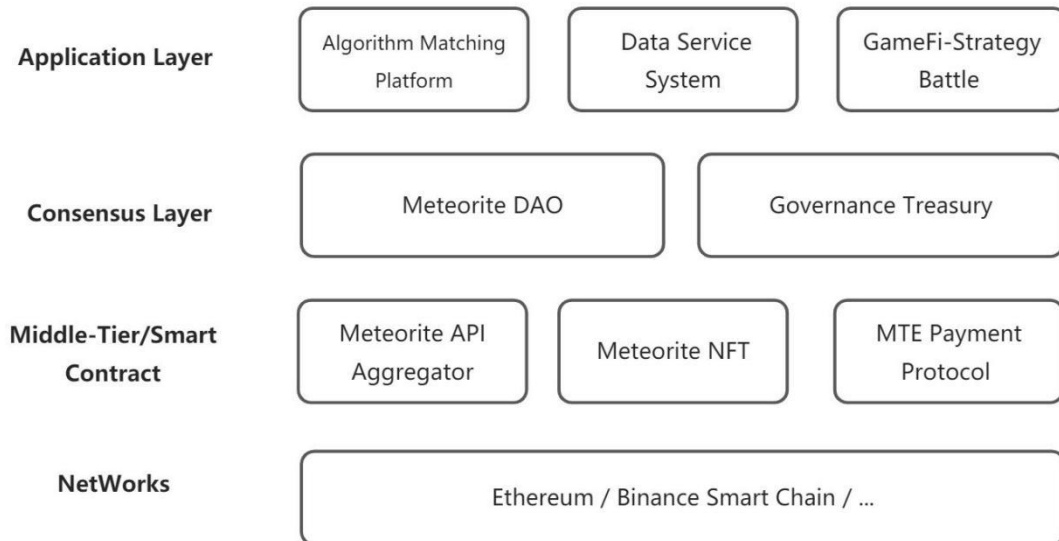 Application Layer
Algorithm Matching
Platform
Data Service
System
GameFi-Strategy
Battle
Consensus Layer
Meteorite DAO
Governance Treasury
Middle-Tier/Smart
Contract
Meteorite API
Aggregator
Meteorite NFT
MTE Payment
Protocol
NetWorks
Ethereum / Binance Smart Chain / ...